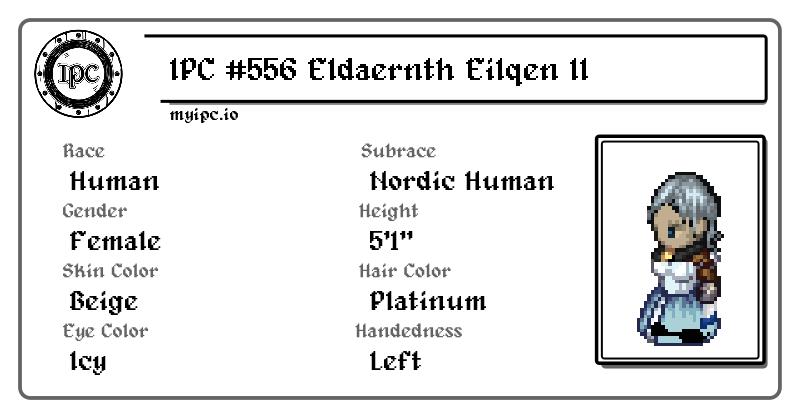 IPC
IPC #556 Eldaernth Eilqen II
myipc.io
Race
Human
Subrace
Nordic Human
Gender
Female
Height
5'1"
Skin Color
Beige
Hair Color
Platinum
Eye Color
Icy
Handedness
Left